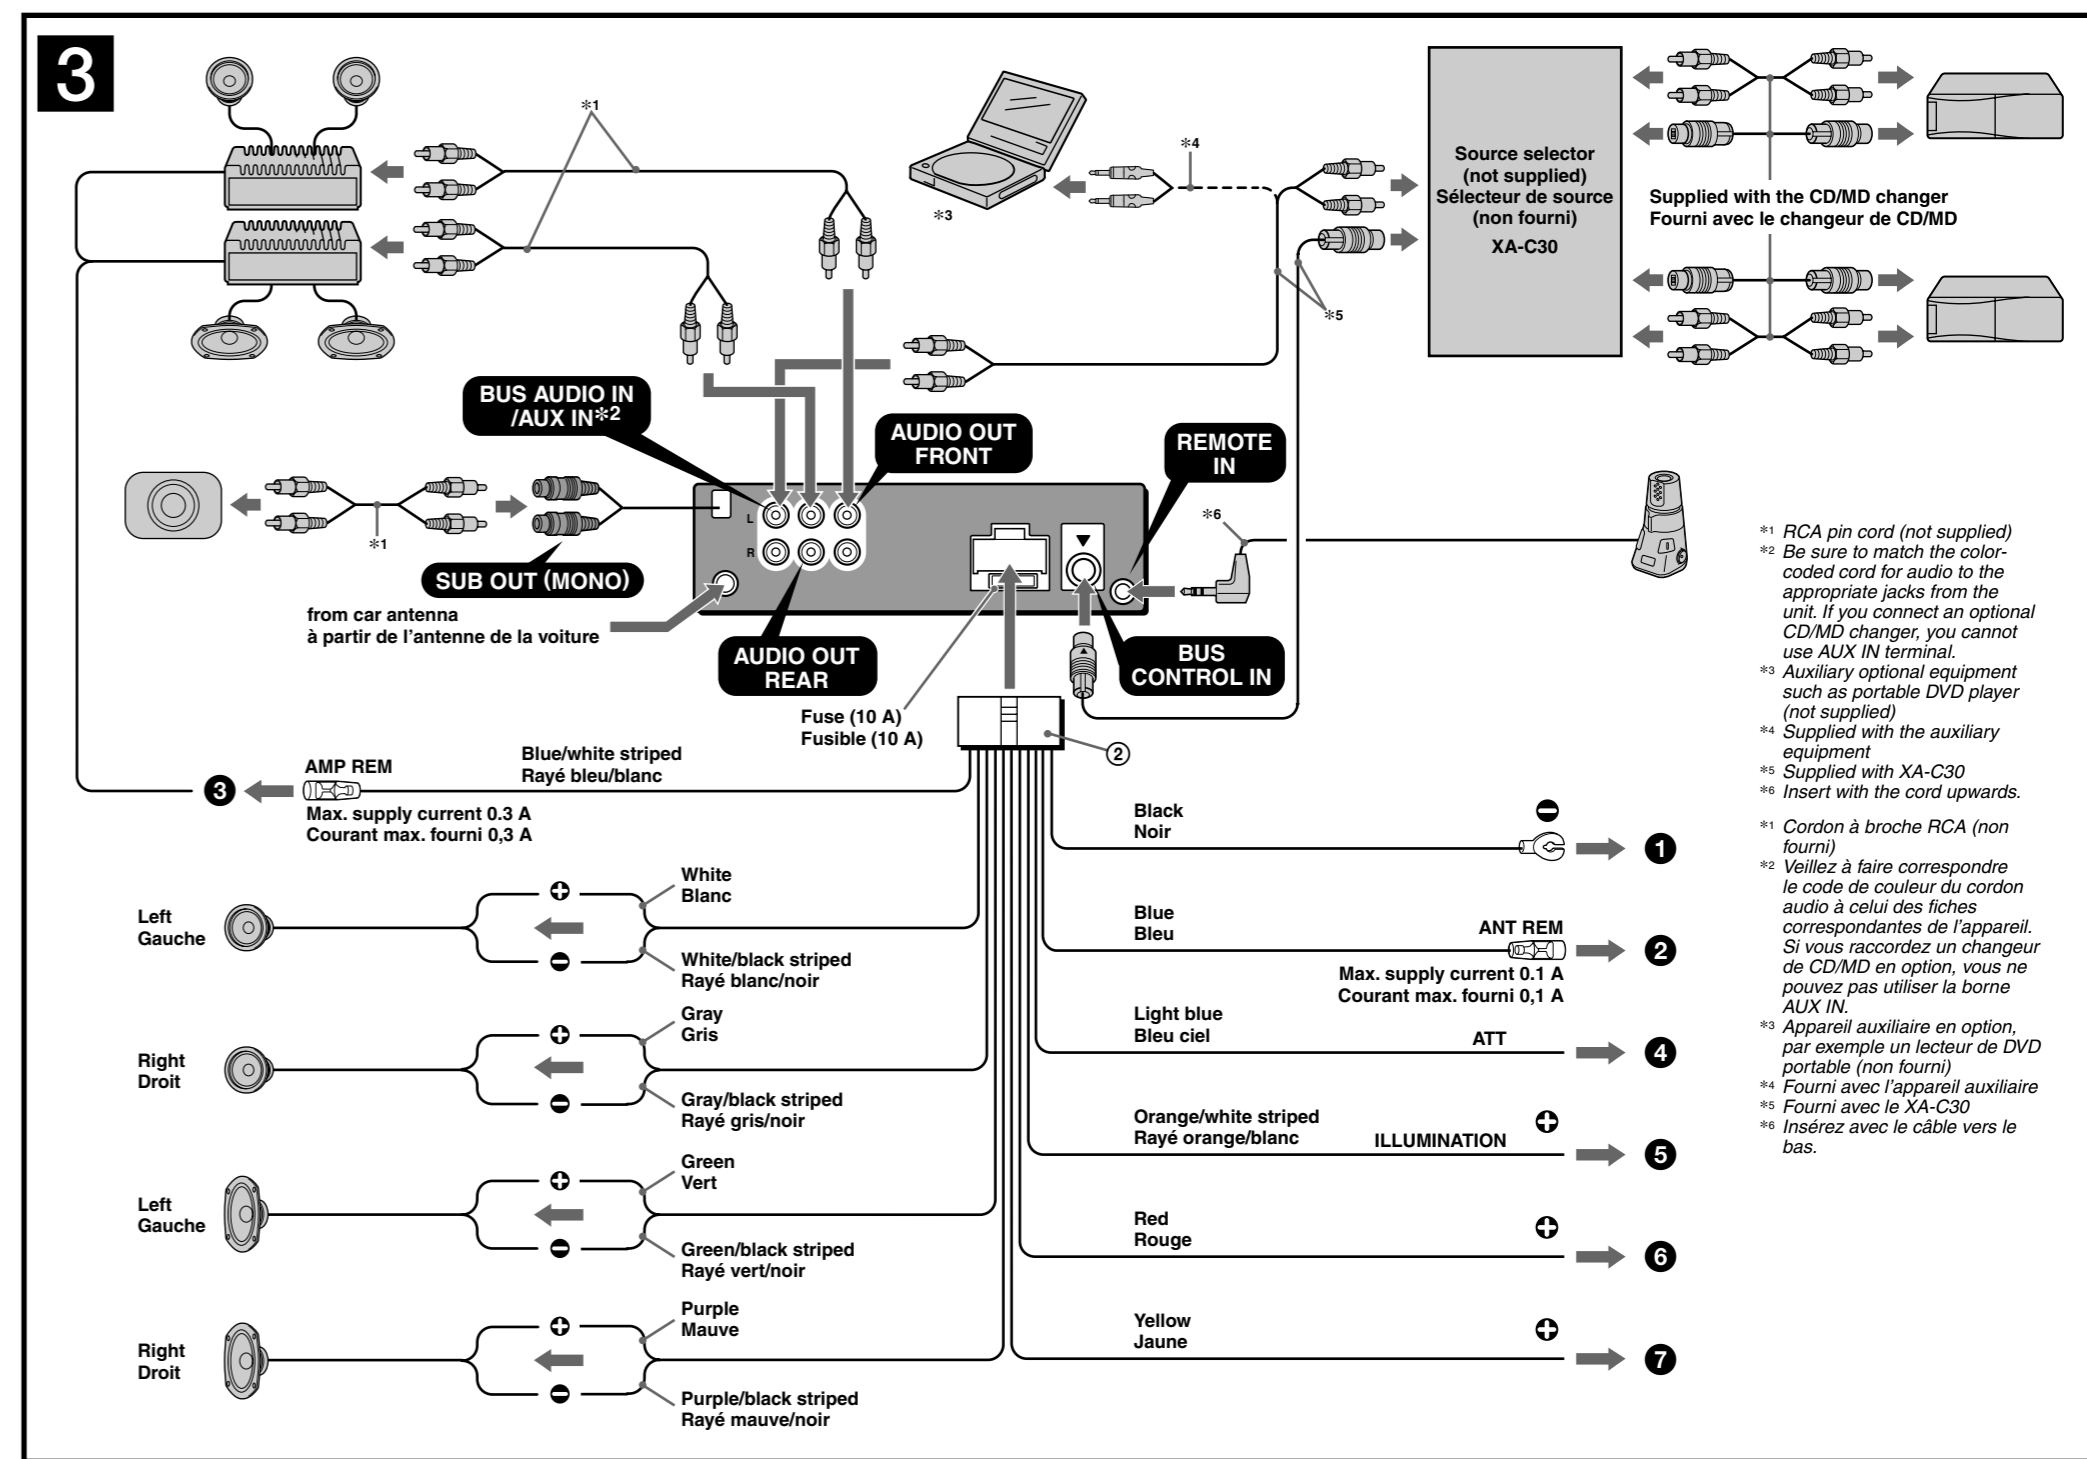 3
*1
*4
*3
*5
Source selector
(not supplied)
Sélecteur de source
(non fourni)
XA-C30
Supplied with the CD/MD changer
Fourni avec le changeur de CD/MD
BUS AUDIO IN
/AUX IN*2
AUDIO OUT
FRONT
REMOTE
IN
*1
SUB OUT (MONO)
L
R
*6
from car antenna
à partir de l'antenne de la voiture
AUDIO OUT
REAR
BUS
CONTROL IN
Fuse (10 A)
Fusible (10 A)
2
3
AMP REM
Blue/white striped
Rayé bleu/blanc
Max. supply current 0.3 A
Courant max. fourni 0,3 A
Left
Gauche
White
Blanc
White/black striped
Rayé blanc/noir
Right
Droit
Gray
Gris
Gray/black striped
Rayé gris/noir
Left
Gauche
Green
Vert
Green/black striped
Rayé vert/noir
Right
Droit
Purple
Mauve
Purple/black striped
Rayé mauve/noir
Black
Noir
1
Blue
Bleu
ANT REM
2
Max. supply current 0.1 A
Courant max. fourni 0,1 A
Light blue
Bleu ciel
ATT
4
Orange/white striped
Rayé orange/blanc
ILLUMINATION
5
Red
Rouge
6
Yellow
Jaune
7
*1 RCA pin cord (not supplied)
*2 Be sure to match the color-
coded cord for audio to the
appropriate jacks from the
unit. If you connect an optional
CD/MD changer, you cannot
use AUX IN terminal.
*3 Auxiliary optional equipment
such as portable DVD player
(not supplied)
*4 Supplied with the auxiliary
equipment
*5 Supplied with XA-C30
*6 Insert with the cord upwards.
*1 Cordon à broche RCA (non
fourni)
*2 Veillez à faire correspondre
le code de couleur du cordon
audio à celui des fiches
correspondantes de l'appareil.
Si vous raccordez un changeur
de CD/MD en option, vous ne
pouvez pas utiliser la borne
AUX IN.
*3 Appareil auxiliaire en option,
par exemple un lecteur de DVD
portable (non fourni)
*4 Fourni avec l'appareil auxiliaire
*5 Fourni avec le XA-C30
*6 Insérez avec le câble vers le
bas.